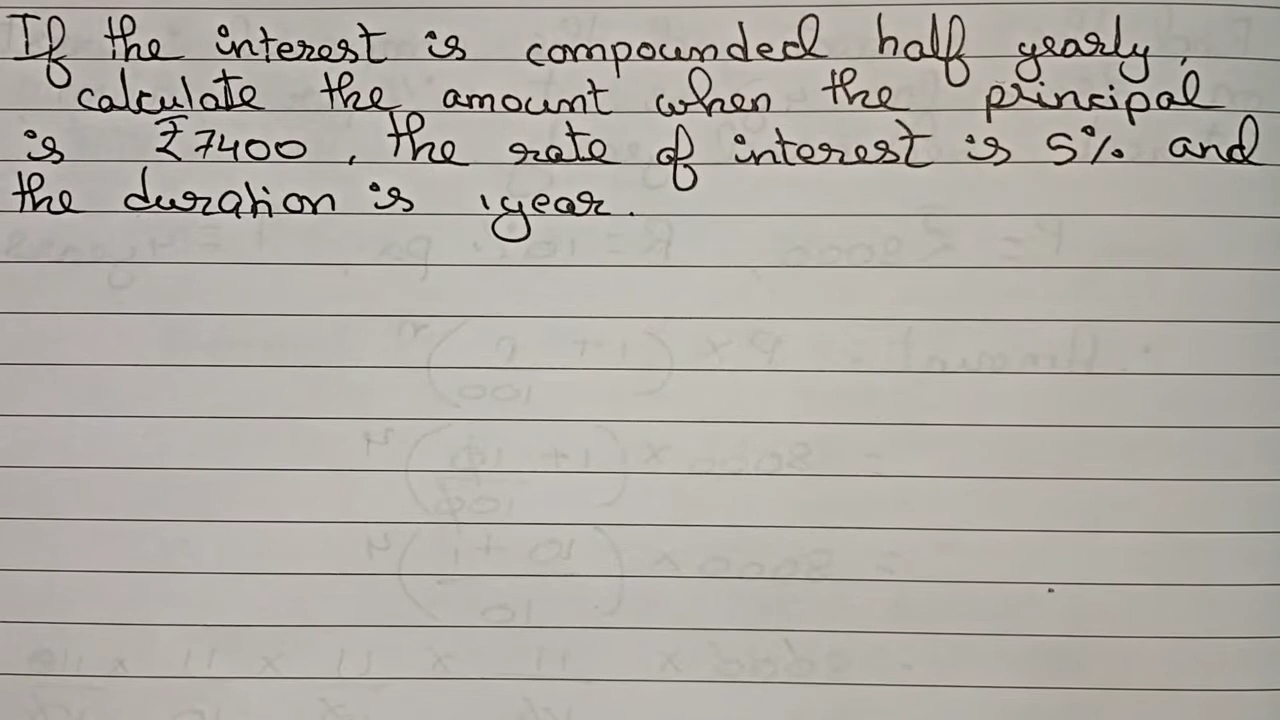 If the interest is compounded half yearly,
calculate the amount when the principal
is ₹7400, the rate of interest is 5% and
the duration is 1year.